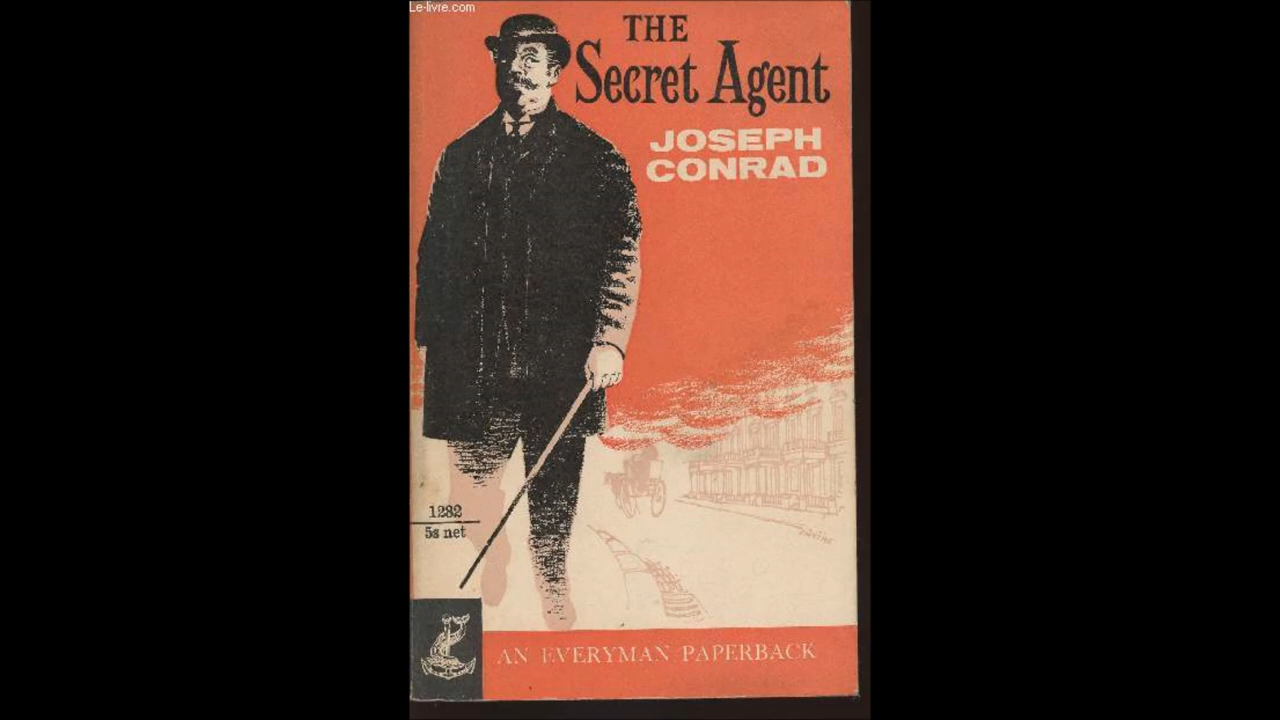 Le-livre.com
THE
Secret Agent
JOSEPH
CONRAD
1282
5s net
AN EVERYMAN PAPERBACK